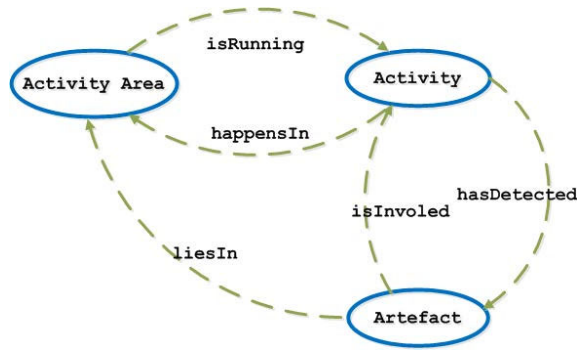 isRunning
Activity Area
Activity
happensIn
hasDetected
isInvoled
liesIn
Artefact